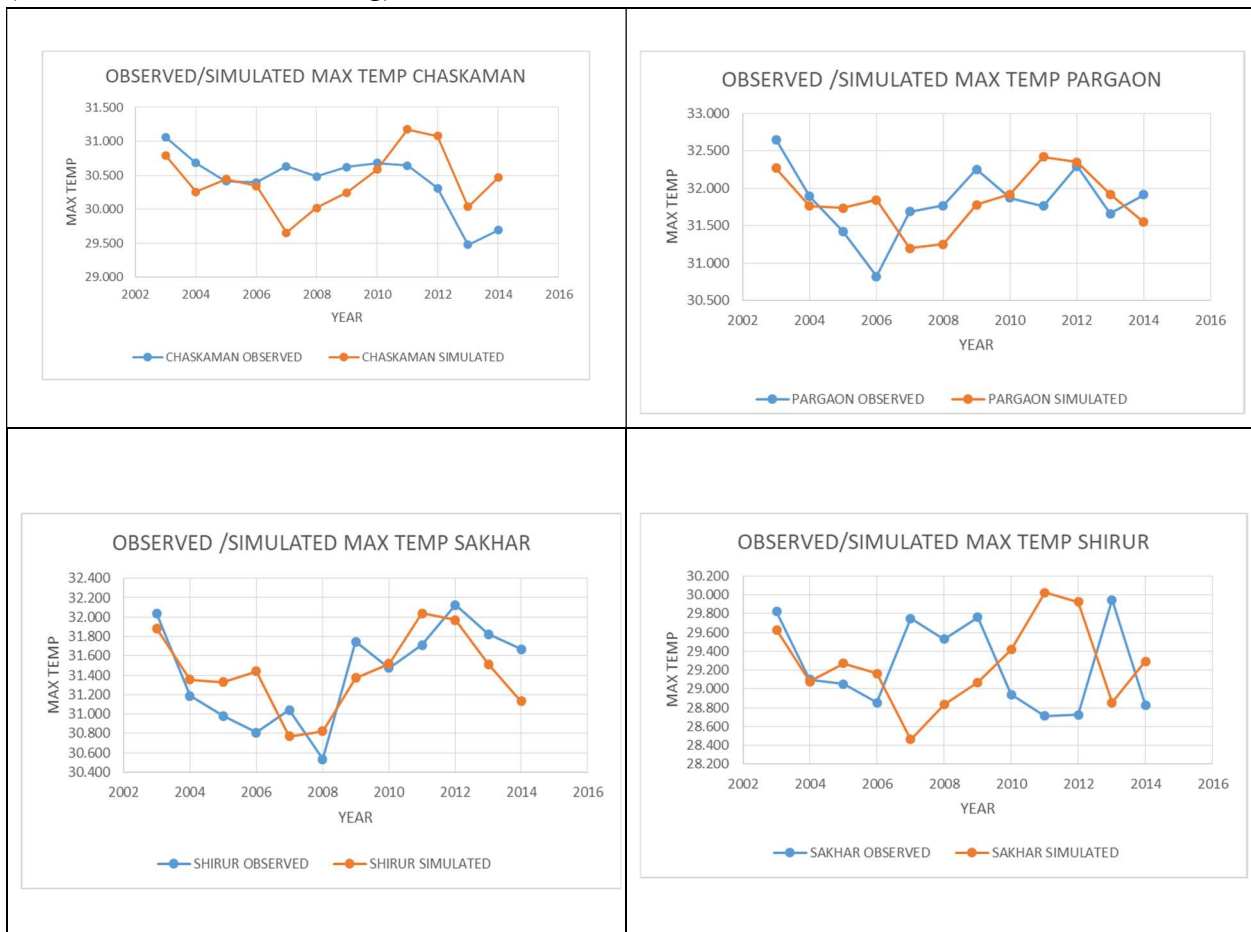 OBSERVED/SIMULATED MAX TEMP CHASKAMAN
31.500
31.000
30.500
30.000
29.500
29.000
MAX TEMP
2002 2004 2006 2008 2010 2012 2014 2016
YEAR
CHASKAMAN OBSERVED CHASKAMAN SIMULATED
OBSERVED /SIMULATED MAX TEMP PARGAON
33.000
32.500
32.000
31.500
31.000
30.500
MAX TEMP
2002 2004 2006 2008 2010 2012 2014 2016
YEAR
PARGAON OBSERVED PARGAON SIMULATED
OBSERVED /SIMULATED MAX TEMP SAKHAR
32.400
32.200
32.000
31.800
31.600
31.400
31.200
31.000
30.800
30.600
30.400
MAX TEMP
2002 2004 2006 2008 2010 2012 2014 2016
YEAR
SHIRUR OBSERVED SHIRUR SIMULATED
OBSERVED/SIMULATED MAX TEMP SHIRUR
30.200
30.000
29.800
29.600
29.400
29.200
29.000
28.800
28.600
28.400
28.200
MAX TEMP
2002 2004 2006 2008 2010 2012 2014 2016
YEAR
SAKHAR OBSERVED SAKHAR SIMULATED